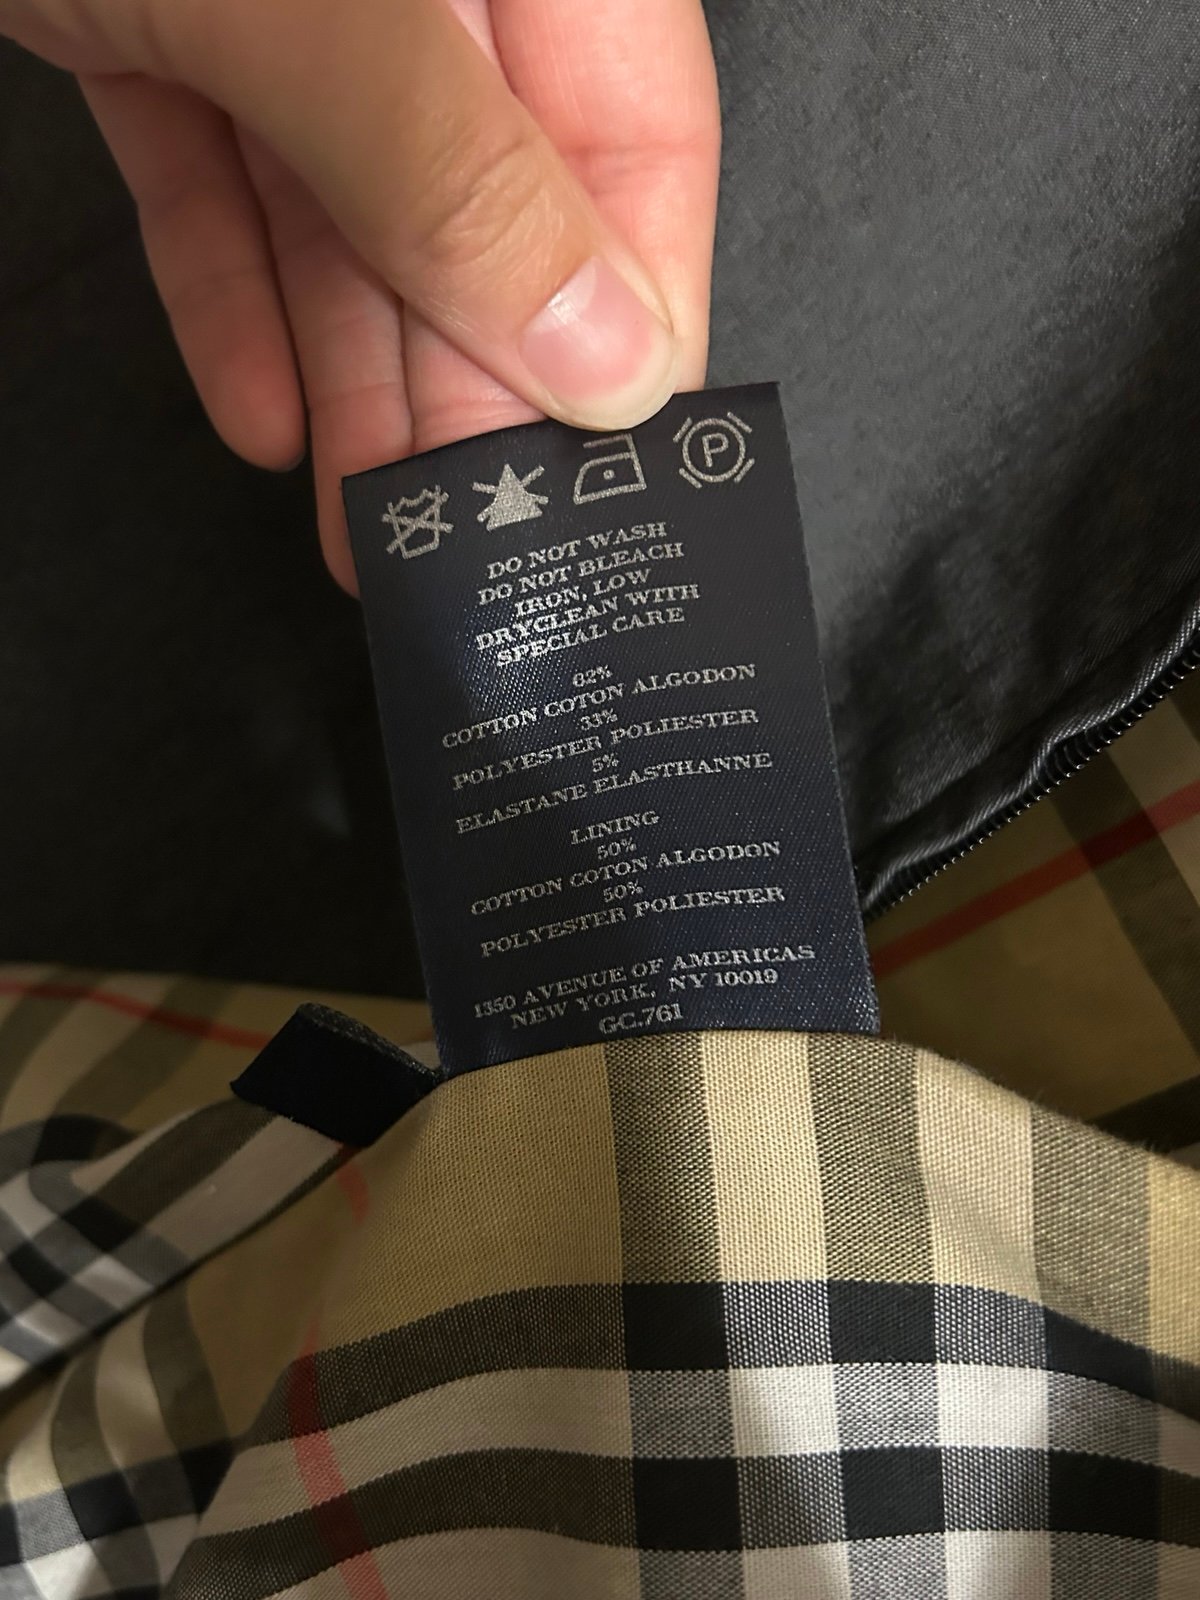 P
DO NOT WASH
DO NOT BLEACH
IRON, LOW
DRYCLEAN WITH
SPECIAL CARE
62%
COTTON COTON ALGODON
33%
POLYESTER POLIESTER
5%
ELASTANE ELASTHANNE
LINING
50%
COTTON COTON ALGODON
50%
POLYESTER POLIESTER
1350 AVENUE OF AMERICAS
NEW YORK, NY 10019
GC.761